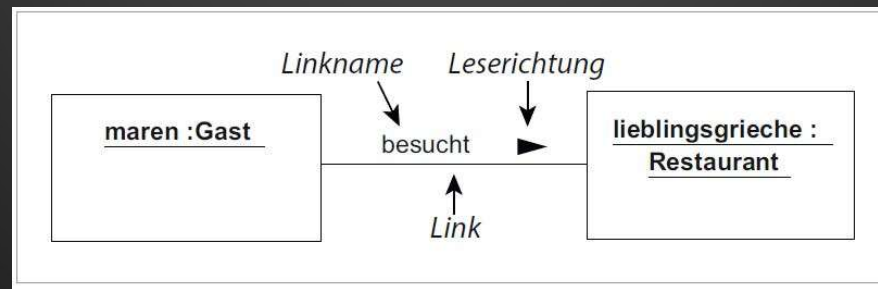 Linkname
Leserichtung
maren :Gast
besucht
lieblingsgrieche :
Restaurant
Link